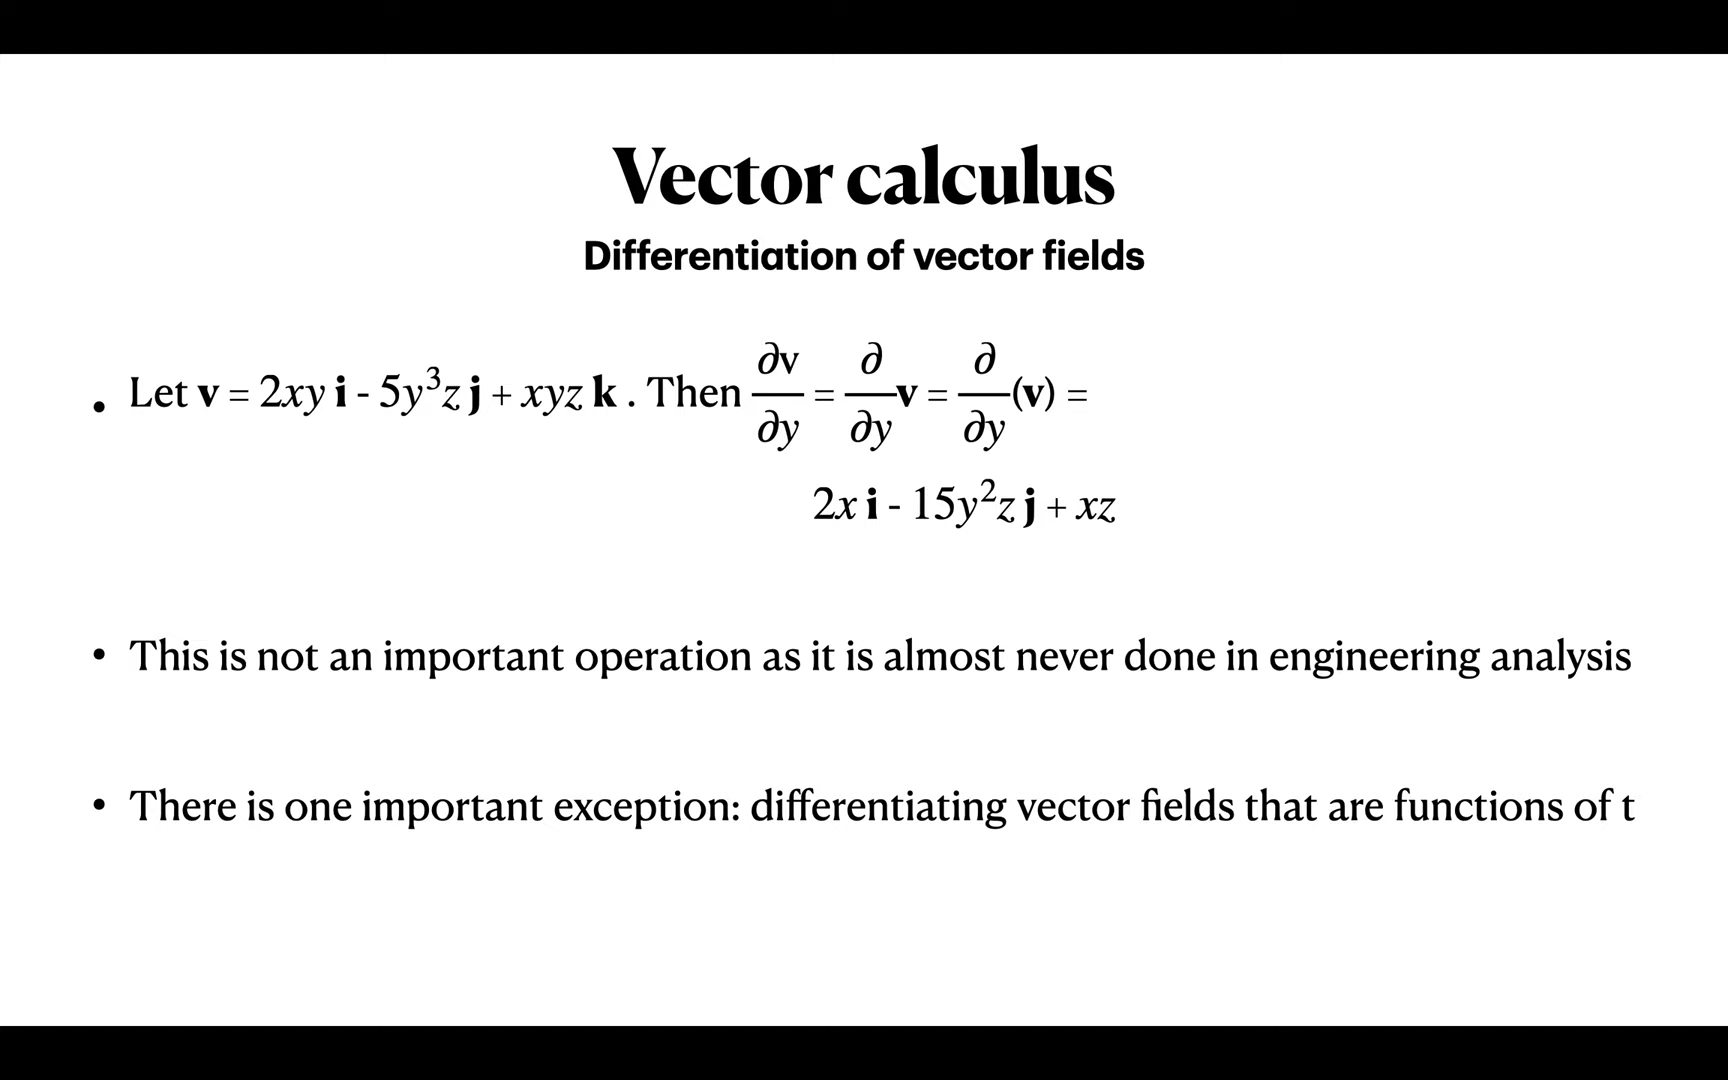 Vector calculus
Differentiation of vector fields
• Let v = 2xy i - 5y³z j + xyz k . Then ∂v/∂y = ∂/∂y v = ∂/∂y (v) =
2x i - 15y²z j + xz
• This is not an important operation as it is almost never done in engineering analysis
• There is one important exception: differentiating vector fields that are functions of t